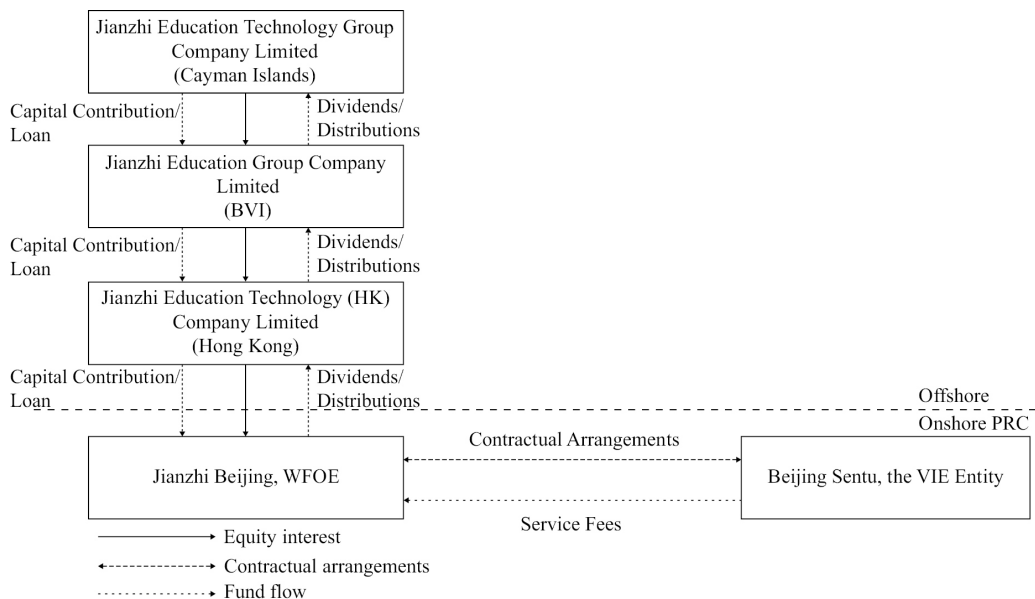 Jianzhi Education Technology Group
Company Limited
(Cayman Islands)
Capital Contribution/
Loan
Dividends/
Distributions
Jianzhi Education Group Company
Limited
(BVI)
Capital Contribution/
Loan
Dividends/
Distributions
Jianzhi Education Technology (HK)
Company Limited
(Hong Kong)
Capital Contribution/
Loan
Dividends/
Distributions
Offshore
Onshore PRC
Jianzhi Beijing, WFOE
Contractual Arrangements
Service Fees
Beijing Sentu, the VIE Entity
Equity interest
Contractual arrangements
Fund flow